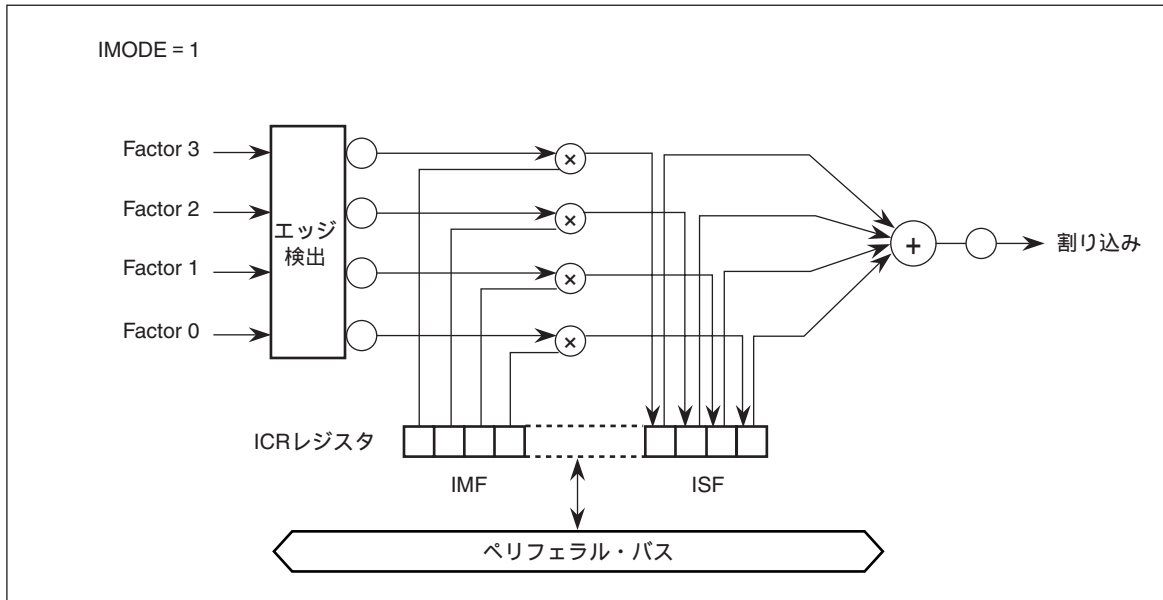 IMODE = 1
Factor 3
Factor 2
Factor 1
Factor 0
エッジ
検出
×
×
×
×
+
割り込み
ICRレジスタ
IMF
ISF
ペリフェラル・バス